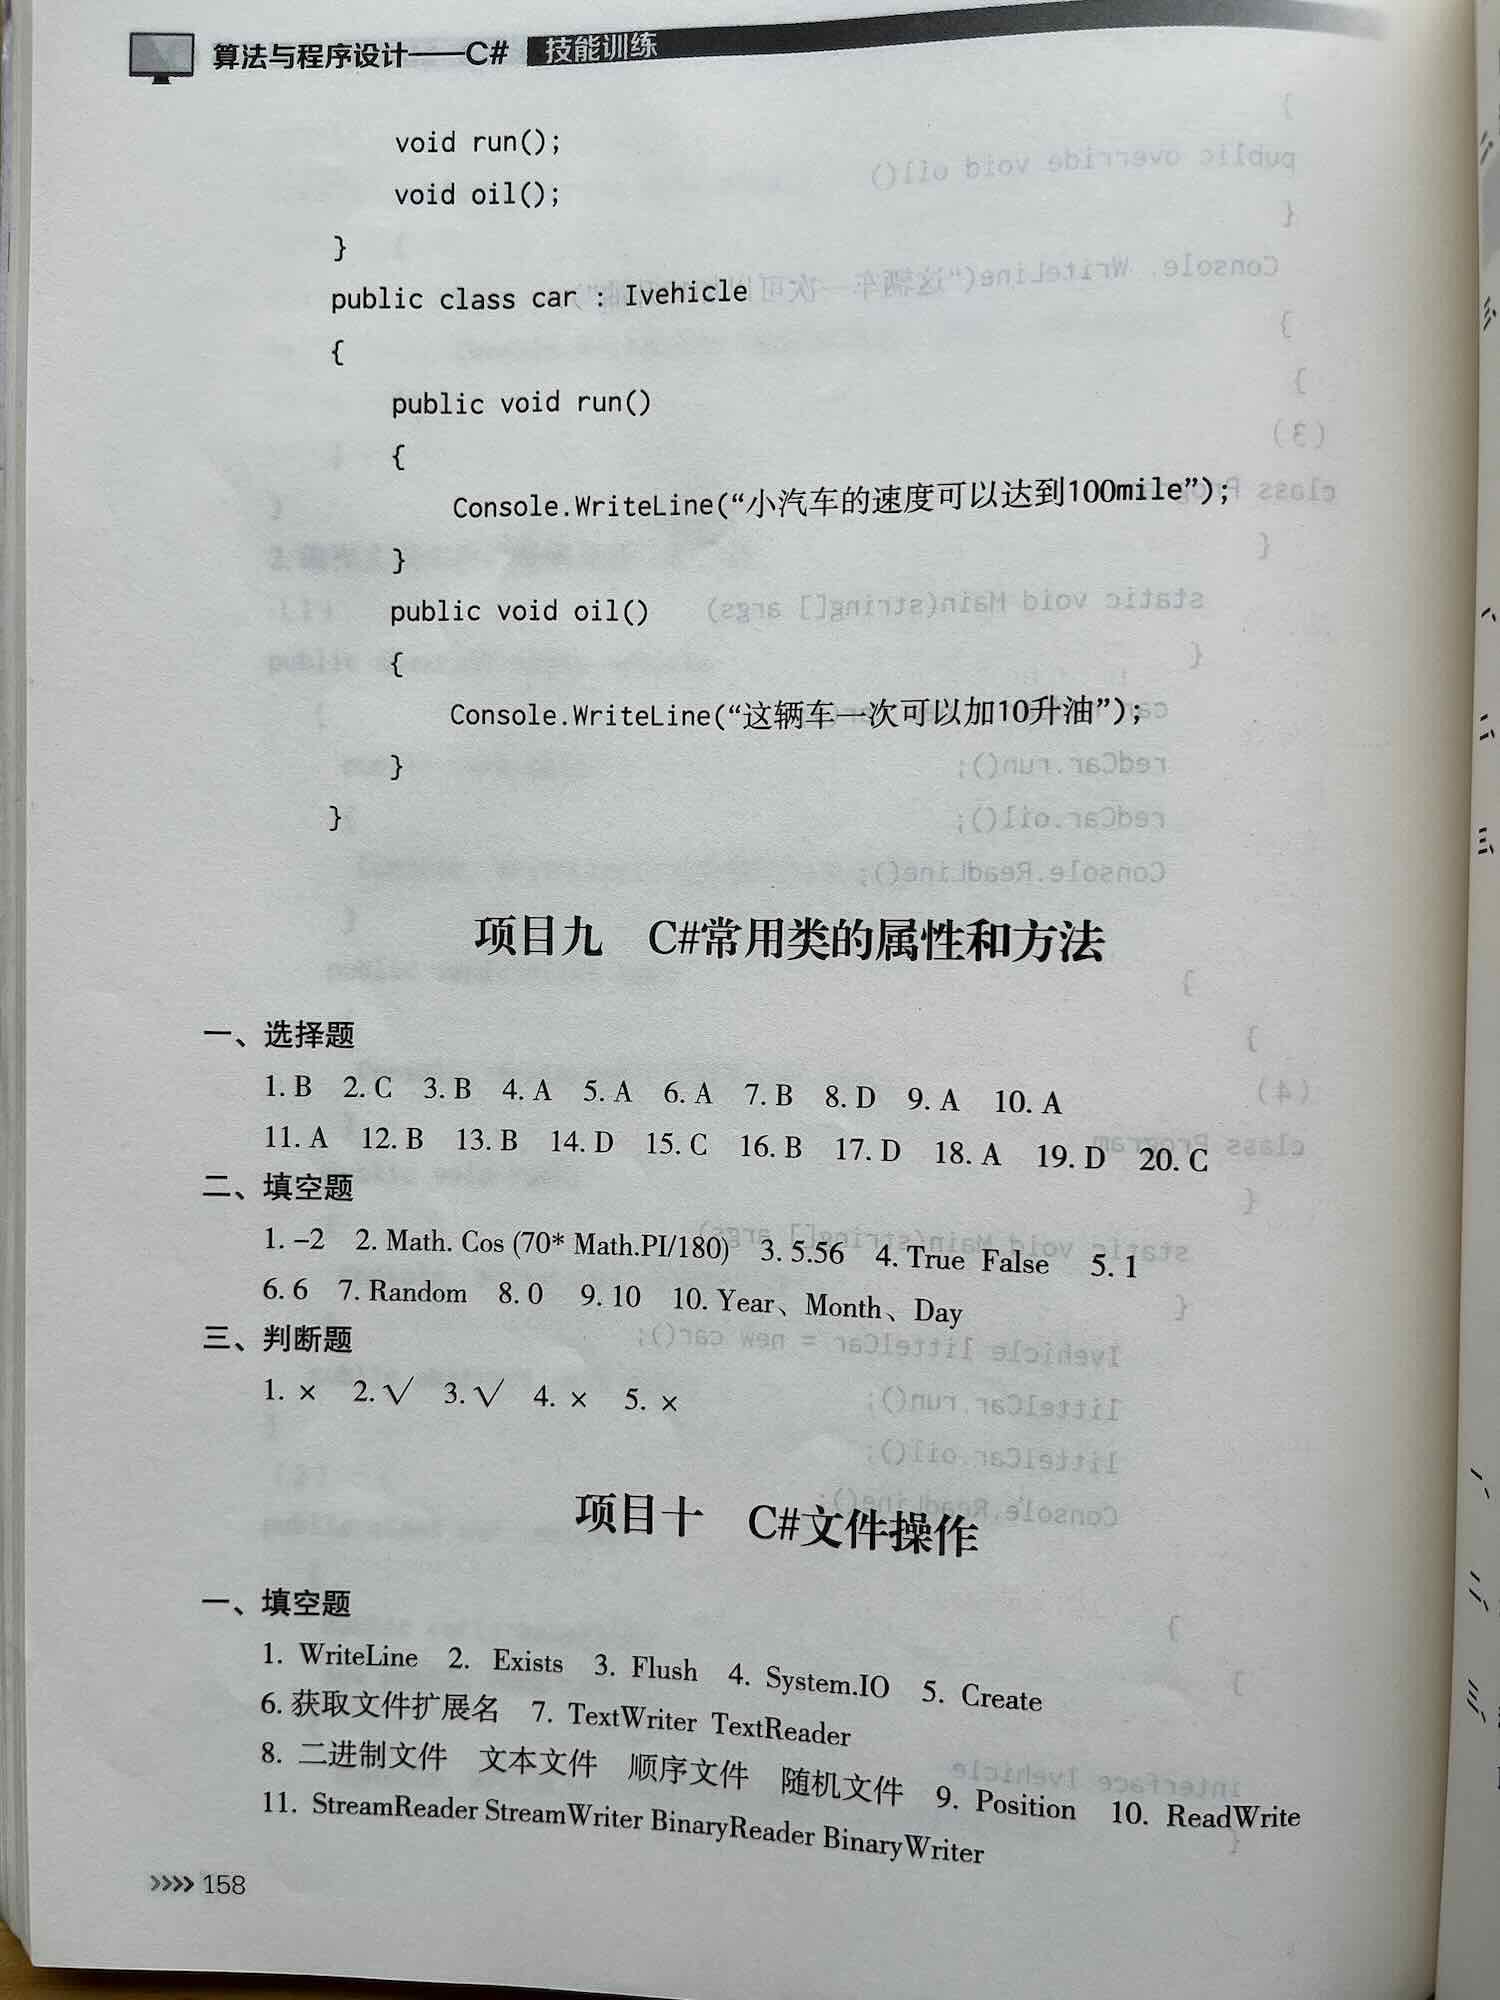 算法与程序设计——C# 技能训练
void run();
void oil();
}
public class car : Ivehicle
{
public void run()
{
Console.WriteLine(“小汽车的速度可以达到100mile”);
}
public void oil()
{
Console.WriteLine(“这辆车一次可以加10升油”);
}
}
项目九 C#常用类的属性和方法
一、选择题
1. B 2. C 3. B 4. A 5. A 6. A 7. B 8. D 9. A 10. A
11. A 12. B 13. B 14. D 15. C 16. B 17. D 18. A 19. D 20. C
二、填空题
1. –2 2. Math. Cos (70* Math.PI/180) 3. 5.56 4. True False 5. 1
6. 6 7. Random 8. 0 9. 10 10. Year、Month、Day
三、判断题
1. × 2. √ 3. √ 4. × 5. ×
项目十 C#文件操作
一、填空题
1. WriteLine 2. Exists 3. Flush 4. System.IO 5. Create
6. 获取文件扩展名 7. TextWriter TextReader
8. 二进制文件 文本文件 顺序文件 随机文件 9. Position 10. ReadWrite
11. StreamReader StreamWriter BinaryReader BinaryWriter
>>>> 158